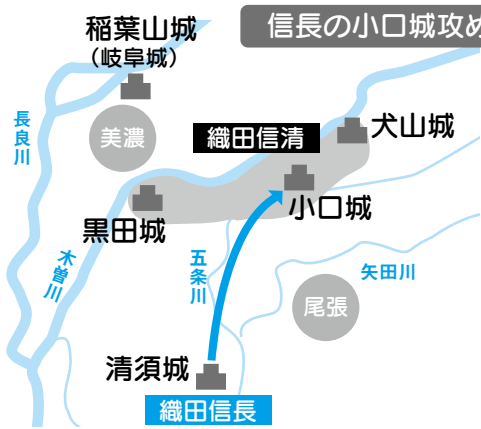 信長の小口城攻め
稲葉山城
（岐阜城）
長良川
美濃
織田信清
犬山城
小口城
黒田城
木曽川
五条川
矢田川
尾張
清須城
織田信長